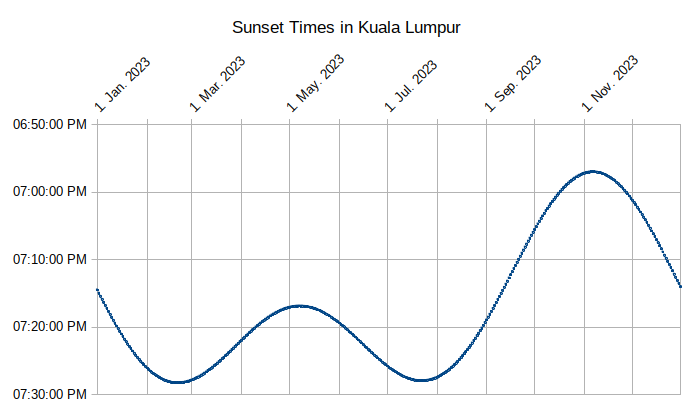 Sunset Times in Kuala Lumpur
1. Jan. 2023
1. Mar. 2023
1. May. 2023
1. Jul. 2023
1. Sep. 2023
1. Nov. 2023
06:50:00 PM
07:00:00 PM
07:10:00 PM
07:20:00 PM
07:30:00 PM